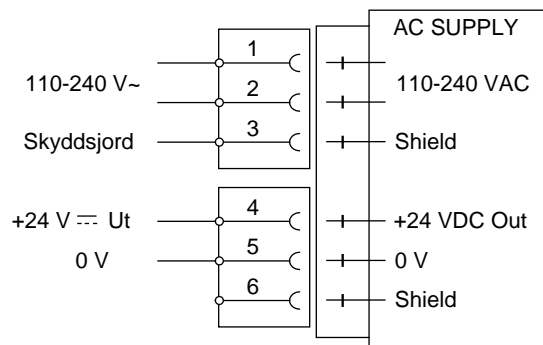 AC SUPPLY
1
110-240 V~
110-240 VAC
2
3
Skyddsjord
Shield
4
+24 V ⎓ Ut
+24 VDC Out
5
0 V
0 V
6
Shield